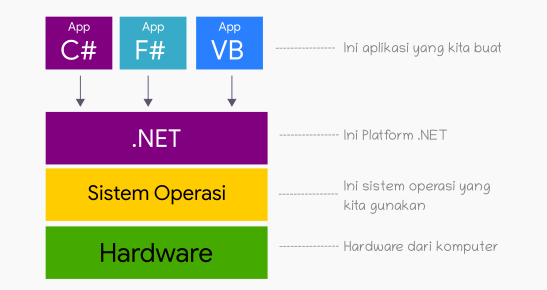 App App App
C# F# VB
Ini aplikasi yang kita buat
.NET
Ini Platform .NET
Sistem Operasi
Ini sistem operasi yang
kita gunakan
Hardware
Hardware dari komputer